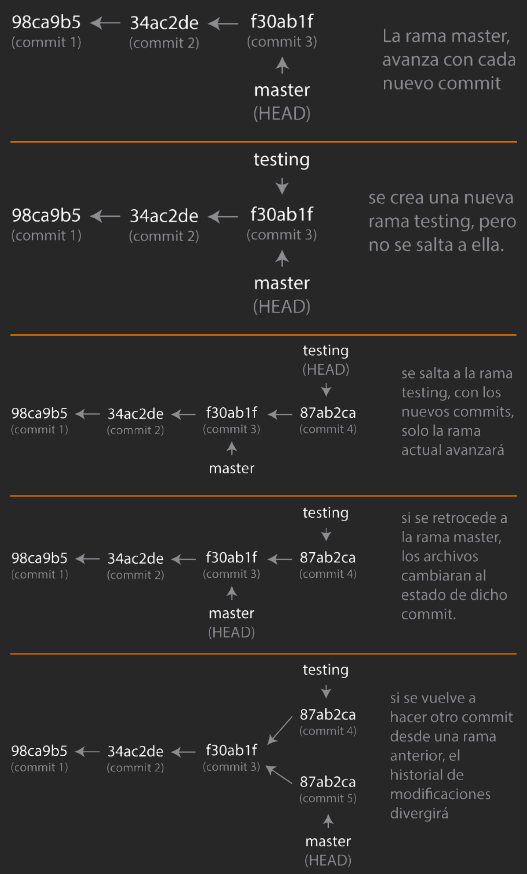 98ca9b5 34ac2de f30ab1f
(commit 1) (commit 2) (commit 3)
master
(HEAD)
La rama master,
avanza con cada
nuevo commit
testing
98ca9b5 34ac2de f30ab1f
(commit 1) (commit 2) (commit 3)
master
(HEAD)
se crea una nueva
rama testing, pero
no se salta a ella.
testing
(HEAD)
98ca9b5 34ac2de f30ab1f 87ab2ca
(commit 1) (commit 2) (commit 3) (commit 4)
master
se salta a la rama
testing, con los
nuevos commits,
solo la rama
actual avanzará
testing
98ca9b5 34ac2de f30ab1f 87ab2ca
(commit 1) (commit 2) (commit 3) (commit 4)
master
(HEAD)
si se retrocede a
la rama master,
los archivos
cambiaran al
estado de dicho
commit.
testing
87ab2ca
(commit 4)
98ca9b5 34ac2de f30ab1f
(commit 1) (commit 2) (commit 3)
87ab2ca
(commit 5)
master
(HEAD)
si se vuelve a
hacer otro commit
desde una rama
anterior, el
historial de
modificaciones
divergirá